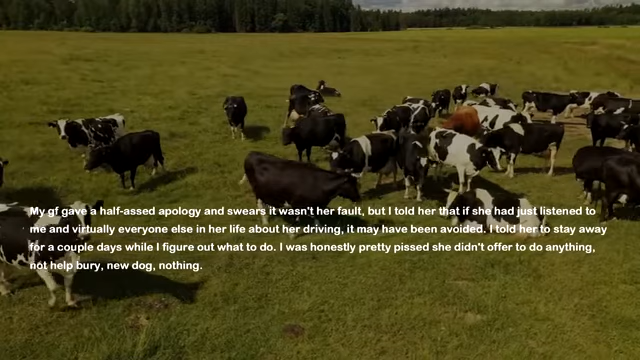 My gf gave a half-assed apology and swears it wasn't her fault, but I told her that if she had just listened to
me and virtually everyone else in her life about her driving, it may have been avoided. I told her to stay away
for a couple days while I figure out what to do. I was honestly pretty pissed she didn't offer to do anything,
not help bury, new dog, nothing.